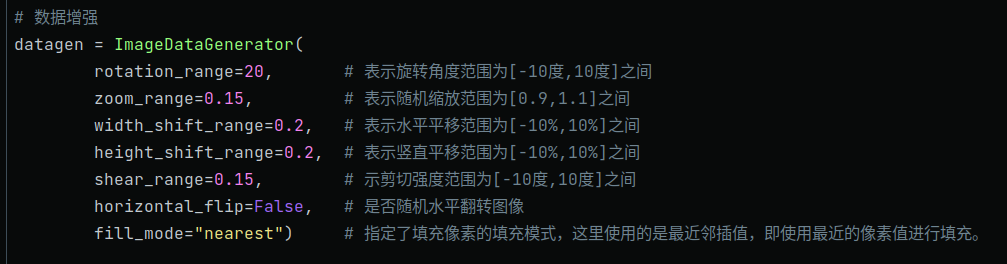 # 数据增强
datagen = ImageDataGenerator(
        rotation_range=20,       # 表示旋转角度范围为[-10度,10度]之间
        zoom_range=0.15,         # 表示随机缩放范围为[0.9,1.1]之间
        width_shift_range=0.2,   # 表示水平平移范围为[-10%,10%]之间
        height_shift_range=0.2,  # 表示竖直平移范围为[-10%,10%]之间
        shear_range=0.15,        # 示剪切强度范围为[-10度,10度]之间
        horizontal_flip=False,   # 是否随机水平翻转图像
        fill_mode="nearest")     # 指定了填充像素的填充模式，这里使用的是最近邻插值，即使用最近的像素值进行填充。